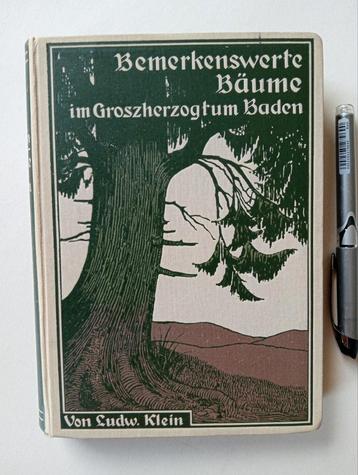 Bemerkenswerte
Bäume
im Groszherzogtum Baden
Von Ludw. Klein